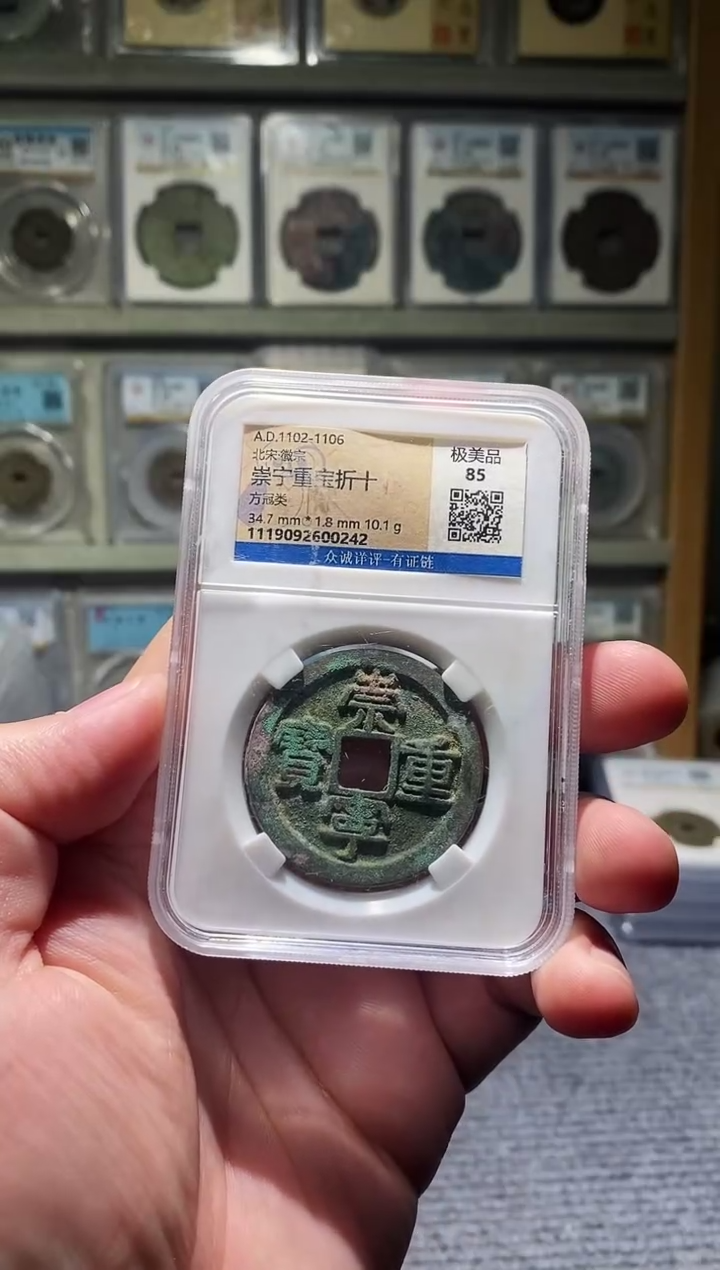 A.D.1102-1106
北宋·徽宗
崇宁重宝折十
方冠类
34.7 mm*1.8 mm 10.1 g
1119092600242
极美品
85
众诚详评-有证链
崇
寳 重
寧